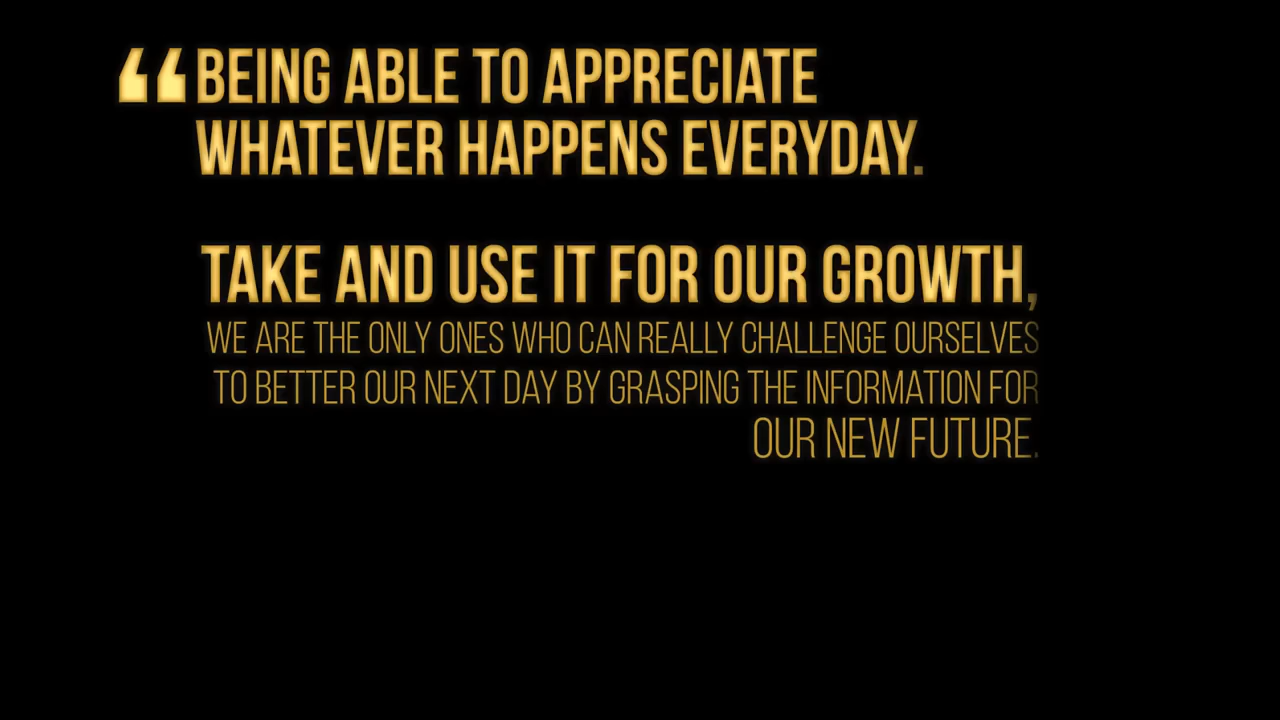 “BEING ABLE TO APPRECIATE
WHATEVER HAPPENS EVERYDAY.
TAKE AND USE IT FOR OUR GROWTH,
WE ARE THE ONLY ONES WHO CAN REALLY CHALLENGE OURSELVES
TO BETTER OUR NEXT DAY BY GRASPING THE INFORMATION FOR
OUR NEW FUTURE.